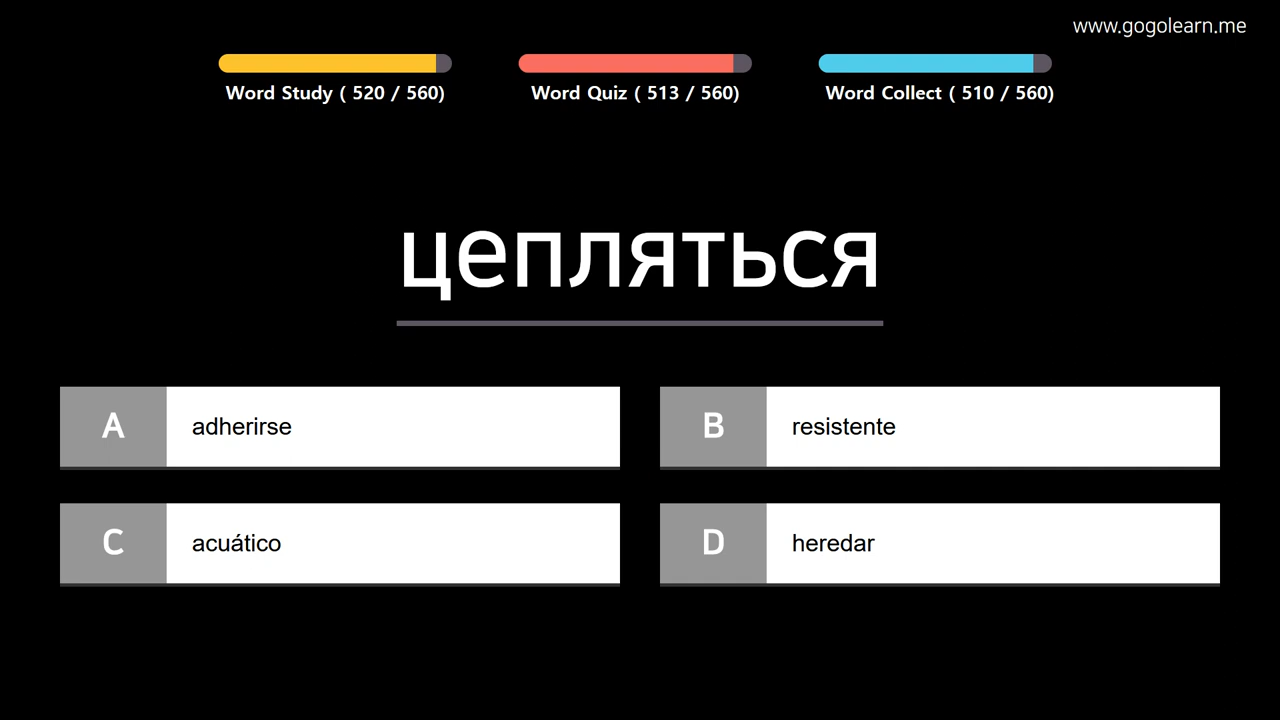 www.gogolearn.me
Word Study ( 520 / 560)
Word Quiz ( 513 / 560)
Word Collect ( 510 / 560)
цепляться
A adherirse
B resistente
C acuático
D heredar